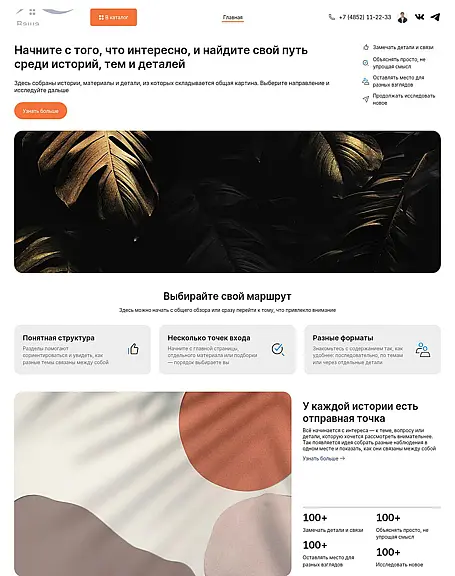 В каталог
Главная
+7 (4852) 11-22-33
Начните с того, что интересно, и найдите свой путь
среди историй, тем и деталей
Здесь собраны истории, материалы и детали, из которых складывается общая картина. Выберите направление и
исследуйте дальше
Узнать больше
Замечать детали и связи
Объяснять просто, не
упрощая смысл
Оставлять место для
разных взглядов
Продолжать исследовать
новое
Выбирайте свой маршрут
Здесь можно начать с общего обзора или сразу перейти к тому, что привлекло внимание
Понятная структура
Разделы помогают
сориентироваться и увидеть, как
разные темы связаны между собой
Несколько точек входа
Начните с главной страницы,
отдельного материала или подборки
— порядок выбираете вы
Разные форматы
Знакомьтесь с содержанием так, как
удобнее: последовательно, по темам
или через отдельные детали
У каждой истории есть
отправная точка
Всё начинается с интереса — к теме, вопросу или
детали, которую хочется рассмотреть внимательнее.
Так появляется идея собрать разные наблюдения в
одном месте и показать, как они связаны между собой
Узнать больше →
100+
Замечать детали и связи
100+
Объяснять просто, не
упрощая смысл
100+
Оставлять место для
разных взглядов
100+
Исследовать новое